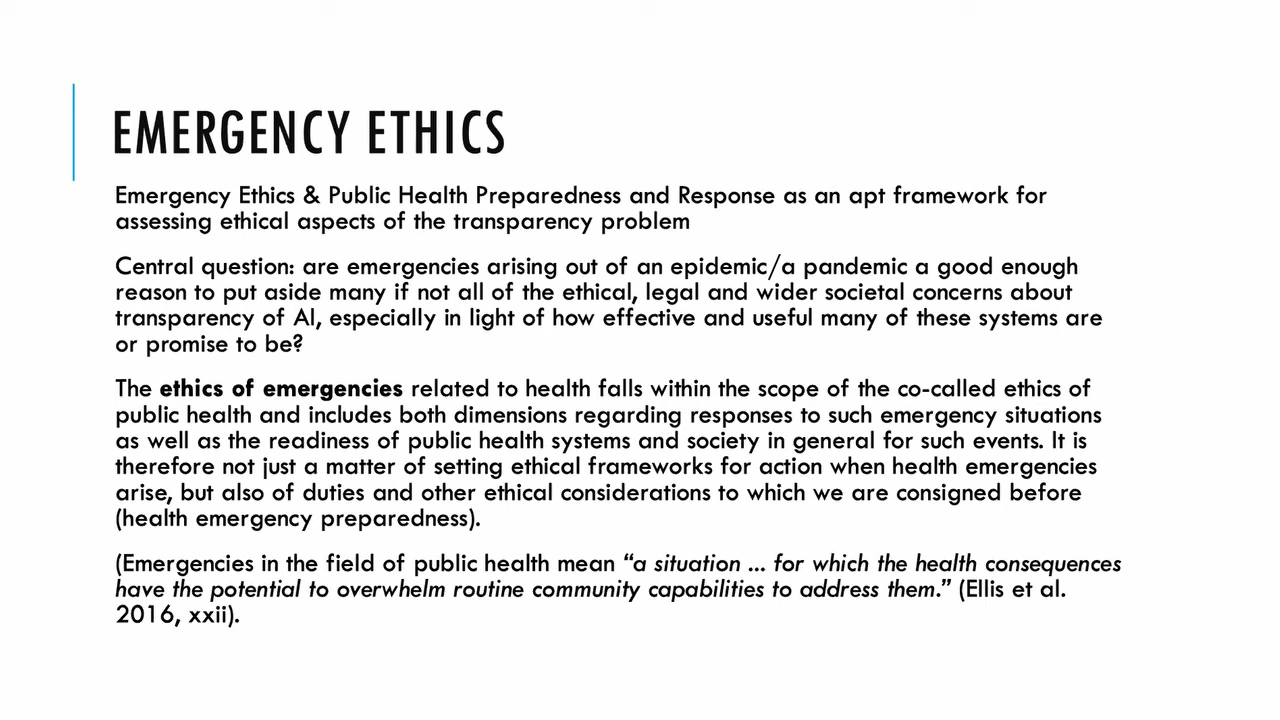 EMERGENCY ETHICS
Emergency Ethics & Public Health Preparedness and Response as an apt framework for
assessing ethical aspects of the transparency problem
Central question: are emergencies arising out of an epidemic/a pandemic a good enough
reason to put aside many if not all of the ethical, legal and wider societal concerns about
transparency of AI, especially in light of how effective and useful many of these systems are
or promise to be?
The ethics of emergencies related to health falls within the scope of the co-called ethics of
public health and includes both dimensions regarding responses to such emergency situations
as well as the readiness of public health systems and society in general for such events. It is
therefore not just a matter of setting ethical frameworks for action when health emergencies
arise, but also of duties and other ethical considerations to which we are consigned before
(health emergency preparedness).
(Emergencies in the field of public health mean “a situation ... for which the health consequences
have the potential to overwhelm routine community capabilities to address them.” (Ellis et al.
2016, xxii).